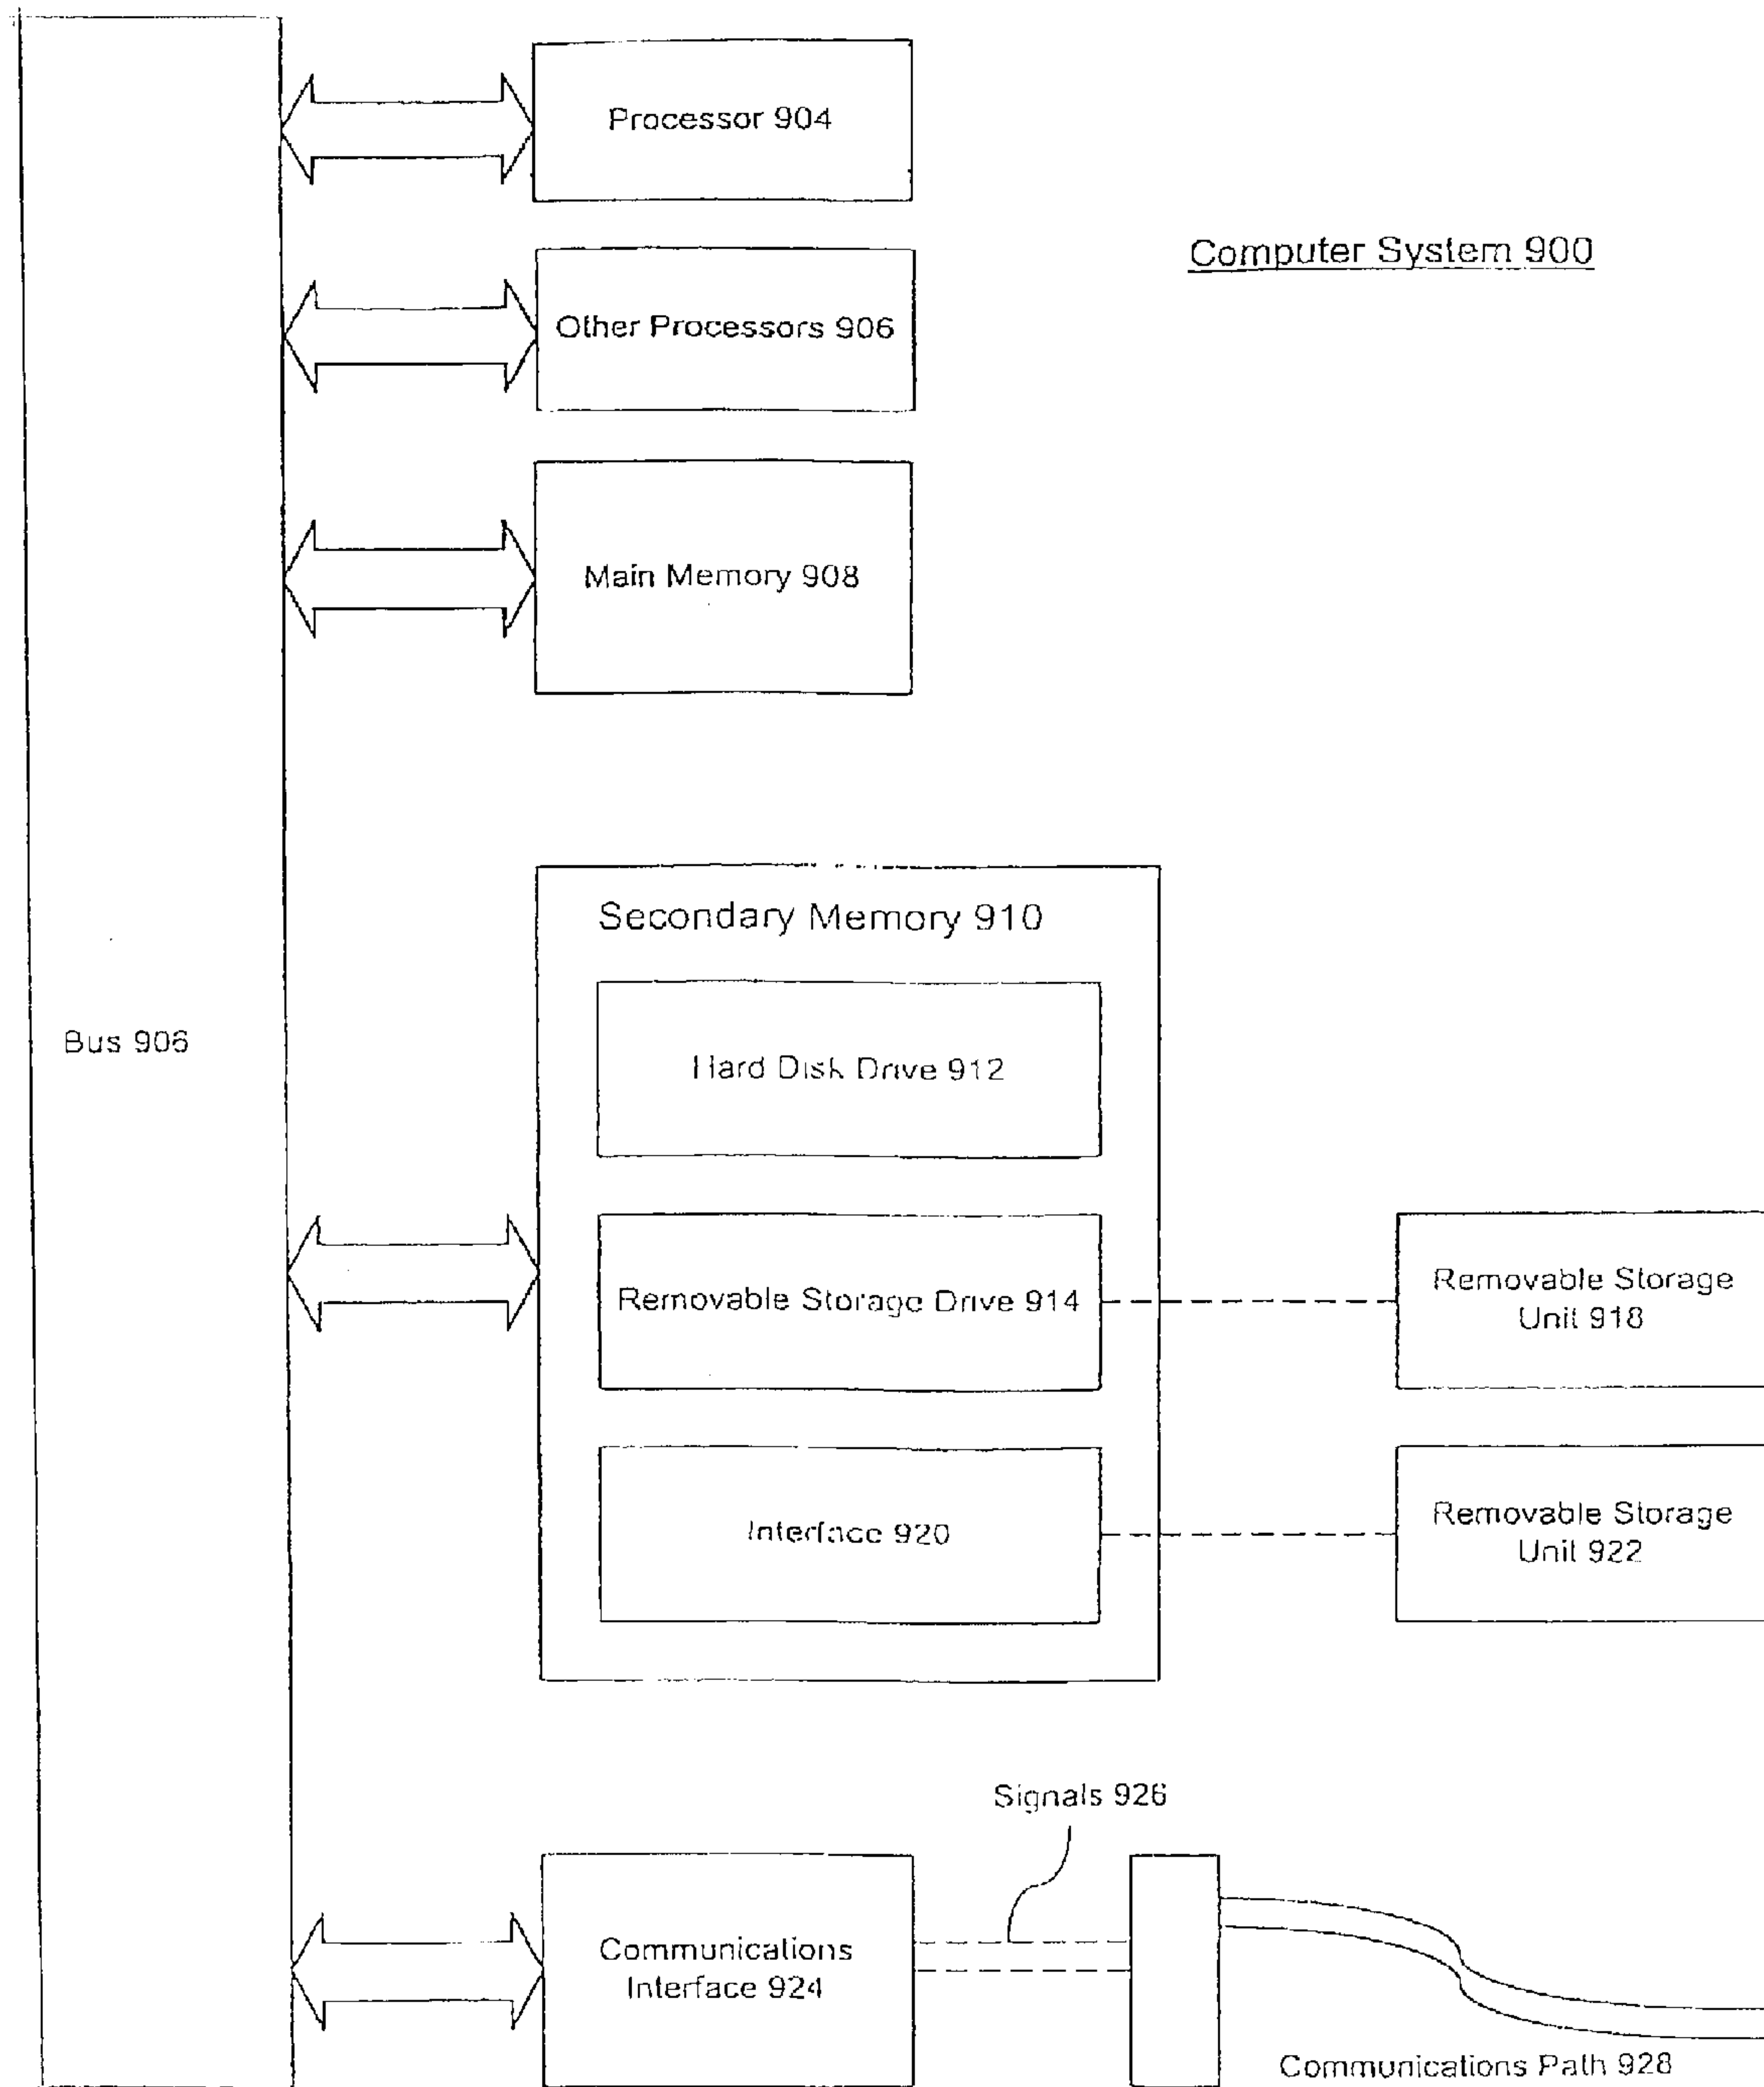 Processor 904
Computer System 900
Other Processors 906
Main Memory 908
Secondary Memory 910
Bus 906
Hard Disk Drive 912
Removable Storage Drive 914
Removable Storage
Unit 918
Interface 920
Removable Storage
Unit 922
Signals 926
Communications
Interface 924
Communications Path 928